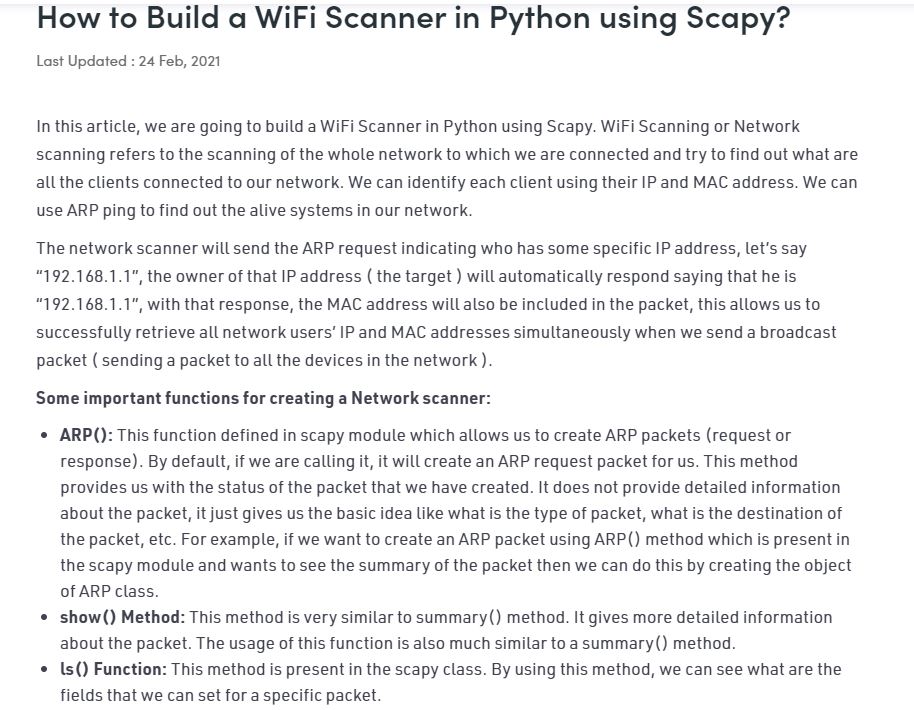 How to Build a WiFi Scanner in Python using Scapy?
Last Updated : 24 Feb, 2021
In this article, we are going to build a WiFi Scanner in Python using Scapy. WiFi Scanning or Network
scanning refers to the scanning of the whole network to which we are connected and try to find out what are
all the clients connected to our network. We can identify each client using their IP and MAC address. We can
use ARP ping to find out the alive systems in our network.
The network scanner will send the ARP request indicating who has some specific IP address, let’s say
“192.168.1.1”, the owner of that IP address ( the target ) will automatically respond saying that he is
“192.168.1.1”, with that response, the MAC address will also be included in the packet, this allows us to
successfully retrieve all network users’ IP and MAC addresses simultaneously when we send a broadcast
packet ( sending a packet to all the devices in the network ).
Some important functions for creating a Network scanner:
• ARP(): This function defined in scapy module which allows us to create ARP packets (request or
response). By default, if we are calling it, it will create an ARP request packet for us. This method
provides us with the status of the packet that we have created. It does not provide detailed information
about the packet, it just gives us the basic idea like what is the type of packet, what is the destination of
the packet, etc. For example, if we want to create an ARP packet using ARP() method which is present in
the scapy module and wants to see the summary of the packet then we can do this by creating the object
of ARP class.
• show() Method: This method is very similar to summary() method. It gives more detailed information
about the packet. The usage of this function is also much similar to a summary() method.
• ls() Function: This method is present in the scapy class. By using this method, we can see what are the
fields that we can set for a specific packet.